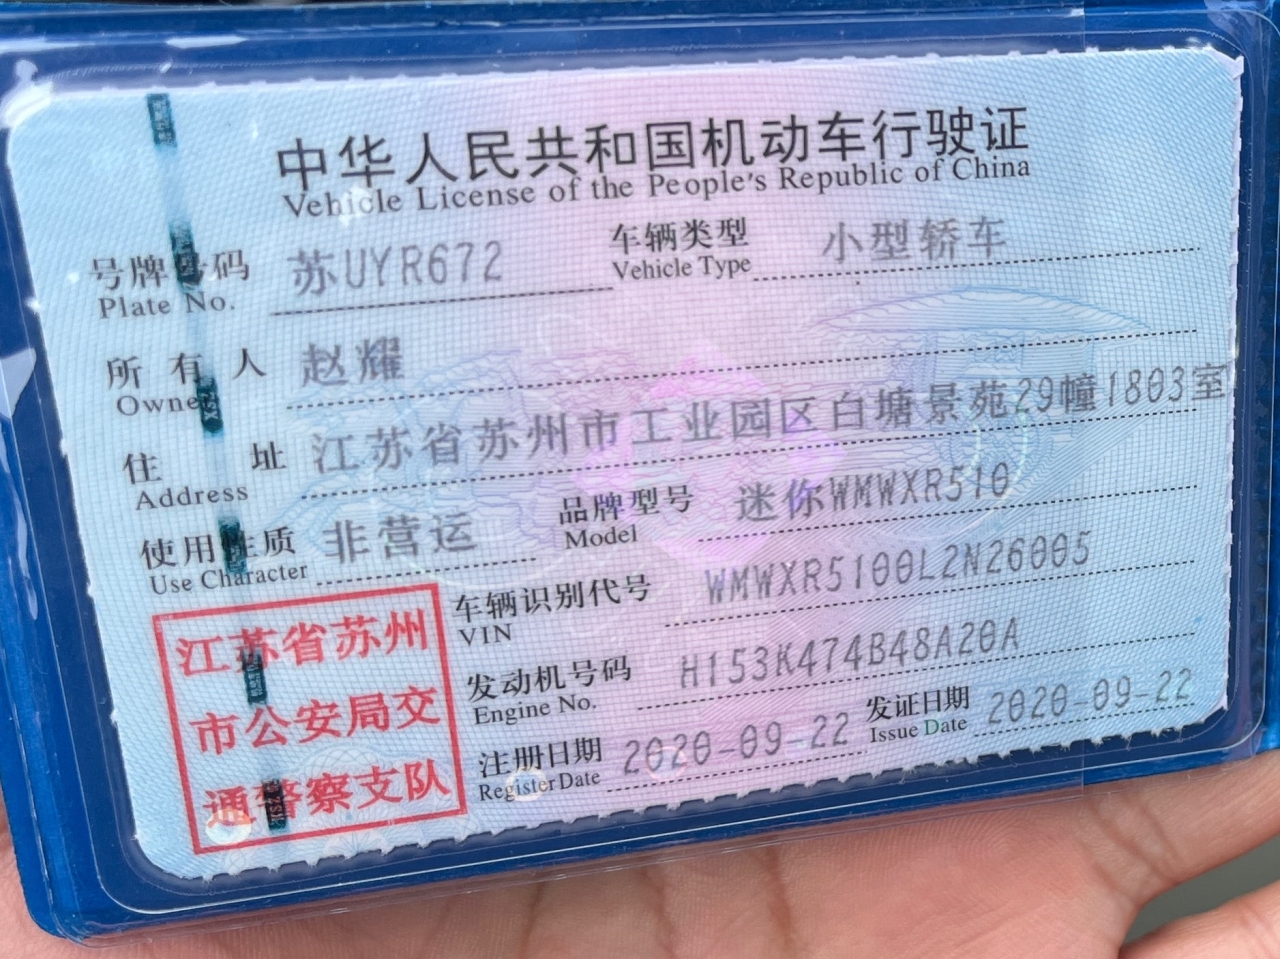 中华人民共和国机动车行驶证
Vehicle License of the People's Republic of China
号牌号码 苏UYR672 车辆类型 小型轿车
Plate No. Vehicle Type
所有人 赵耀
Owner
住址 江苏省苏州市工业园区白塘景苑29幢1803室
Address
使用性质 非营运 品牌型号 迷你WMWXR510
Use Character Model
车辆识别代号 WMWXR5100L2N26005
VIN
发动机号码 H153K474B48A20A
Engine No.
注册日期 2020-09-22 发证日期 2020-09-22
Register Date Issue Date
江苏省苏州
市公安局交
通警察支队